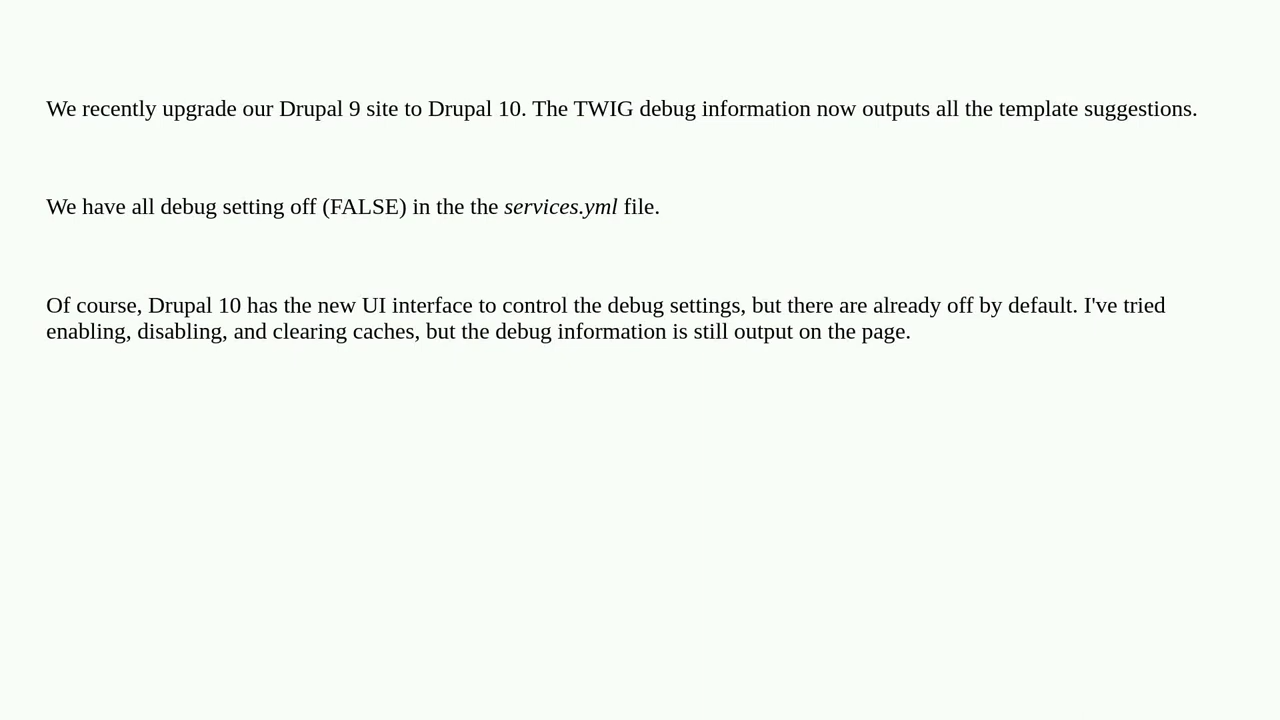 We recently upgrade our Drupal 9 site to Drupal 10. The TWIG debug information now outputs all the template suggestions.
We have all debug setting off (FALSE) in the the services.yml file.
Of course, Drupal 10 has the new UI interface to control the debug settings, but there are already off by default. I've tried
enabling, disabling, and clearing caches, but the debug information is still output on the page.